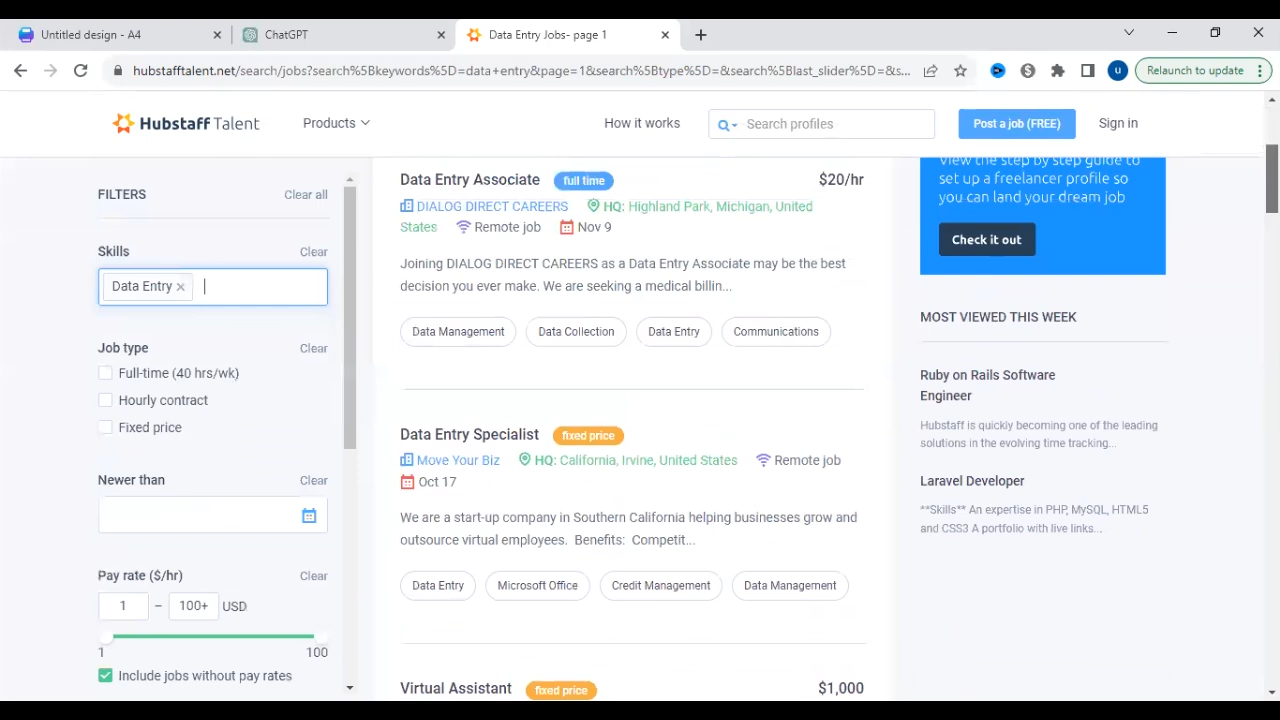 Untitled design - A4
ChatGPT
Data Entry Jobs- page 1
hubstafftalent.net/search/jobs?search%5Bkeywords%5D=data+entry&page=1&search%5Btype%5D=&search%5Blast_slider%5D=&s...
u
Relaunch to update
Hubstaff Talent
Products
How it works
Search profiles
Post a job (FREE)
Sign in
FILTERS
Clear all
Skills
Clear
Data Entry ×
Job type
Clear
Full-time (40 hrs/wk)
Hourly contract
Fixed price
Newer than
Clear
Pay rate ($/hr)
Clear
1 – 100+ USD
1
100
Include jobs without pay rates
Data Entry Associate
full time
$20/hr
DIALOG DIRECT CAREERS HQ: Highland Park, Michigan, United
States Remote job Nov 9
Joining DIALOG DIRECT CAREERS as a Data Entry Associate may be the best
decision you ever make. We are seeking a medical billin...
Data Management
Data Collection
Data Entry
Communications
Data Entry Specialist
fixed price
Move Your Biz HQ: California, Irvine, United States Remote job
Oct 17
We are a start-up company in Southern California helping businesses grow and
outsource virtual employees. Benefits: Competit...
Data Entry
Microsoft Office
Credit Management
Data Management
Virtual Assistant
fixed price
$1,000
View the step by step guide to
set up a freelancer profile so
you can land your dream job
Check it out
MOST VIEWED THIS WEEK
Ruby on Rails Software
Engineer
Hubstaff is quickly becoming one of the leading
solutions in the evolving time tracking...
Laravel Developer
**Skills** An expertise in PHP, MySQL, HTML5
and CSS3 A portfolio with live links...